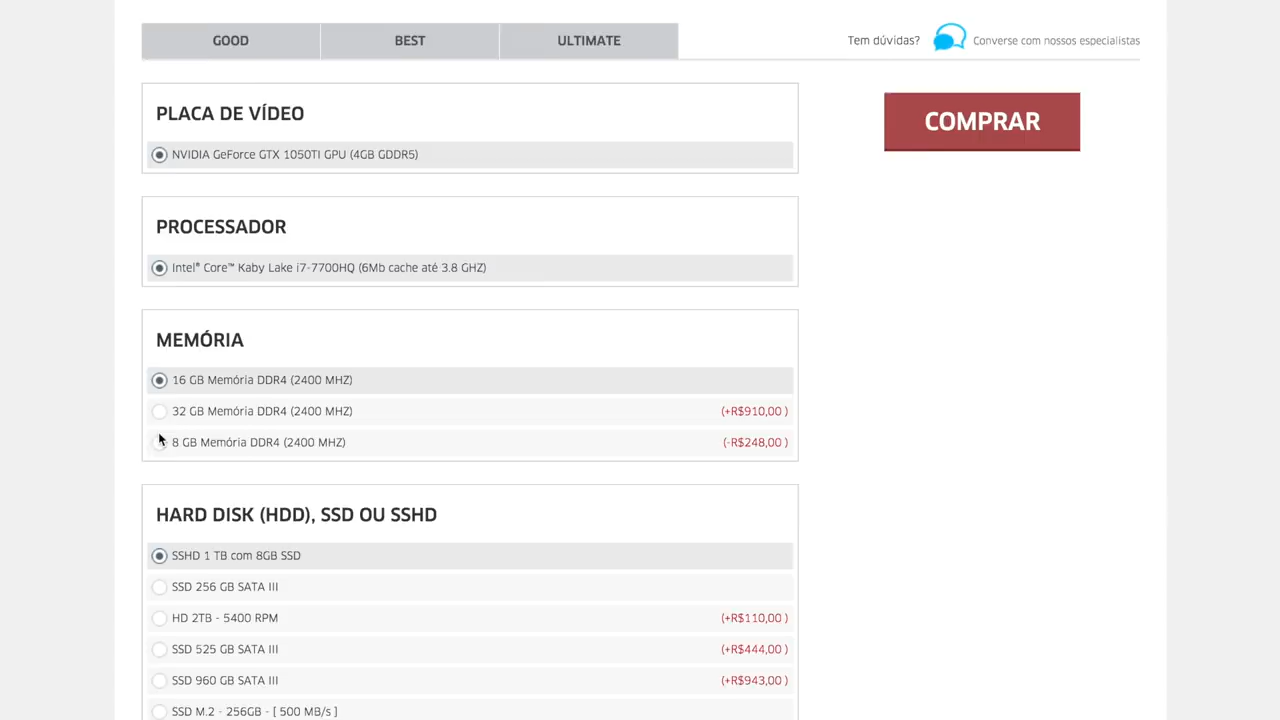 GOOD
BEST
ULTIMATE
Tem dúvidas?
Converse com nossos especialistas
PLACA DE VÍDEO
NVIDIA GeForce GTX 1050TI GPU (4GB GDDR5)
COMPRAR
PROCESSADOR
Intel® Core™ Kaby Lake i7-7700HQ (6Mb cache até 3.8 GHZ)
MEMÓRIA
16 GB Memória DDR4 (2400 MHZ)
32 GB Memória DDR4 (2400 MHZ) (+R$910,00 )
8 GB Memória DDR4 (2400 MHZ) (-R$248,00 )
HARD DISK (HDD), SSD OU SSHD
SSHD 1 TB com 8GB SSD
SSD 256 GB SATA III
HD 2TB - 5400 RPM (+R$110,00 )
SSD 525 GB SATA III (+R$444,00 )
SSD 960 GB SATA III (+R$943,00 )
SSD M.2 - 256GB - [ 500 MB/s ]